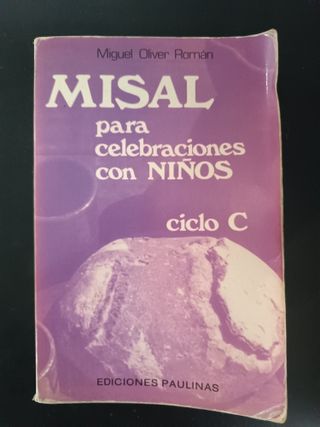 Miguel Oliver Román
MISAL
para
celebraciones
con NIÑOS
ciclo C
EDICIONES PAULINAS